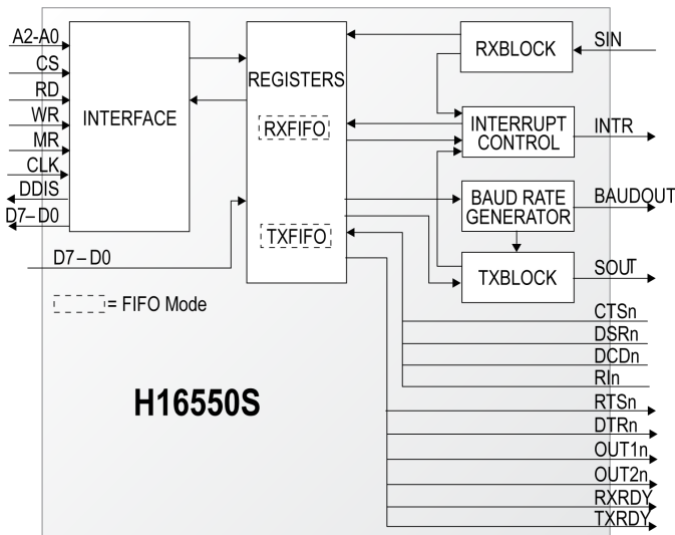 A2-A0
CS
RD
WR
MR
CLK
DDIS
D7–D0
D7–D0
INTERFACE
REGISTERS
RXFIFO
TXFIFO
RXBLOCK
INTERRUPT
CONTROL
BAUD RATE
GENERATOR
TXBLOCK
SIN
INTR
BAUDOUT
SOUT
CTSn
DSRn
DCDn
RIn
RTSn
DTRn
OUT1n
OUT2n
RXRDY
TXRDY
= FIFO Mode
H16550S